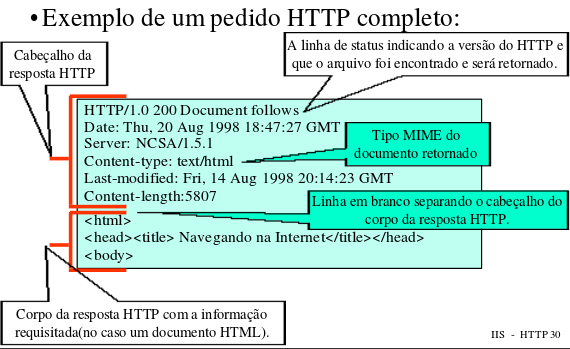 •Exemplo de um pedido HTTP completo:
Cabeçalho da
resposta HTTP
A linha de status indicando a versão do HTTP e
que o arquivo foi encontrado e será retornado.
HTTP/1.0 200 Document follows
Date: Thu, 20 Aug 1998 18:47:27 GMT
Server: NCSA/1.5.1
Content-type: text/html
Last-modified: Fri, 14 Aug 1998 20:14:23 GMT
Content-length:5807
Tipo MIME do
documento retornado
Linha em branco separando o cabeçalho do
corpo da resposta HTTP.
<html>
<head><title> Navegando na Internet</title></head>
<body>
Corpo da resposta HTTP com a informação
requisitada(no caso um documento HTML).
IIS - HTTP 30